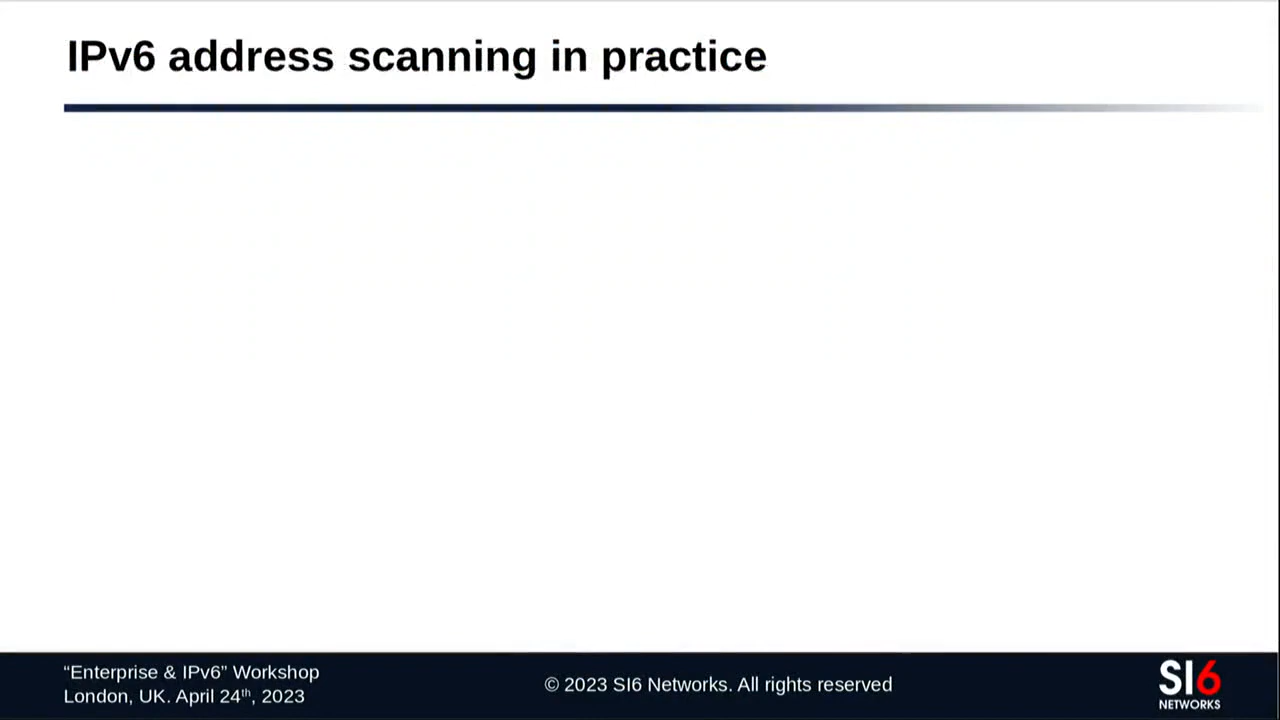 IPv6 address scanning in practice
“Enterprise & IPv6” Workshop
London, UK. April 24th, 2023
© 2023 SI6 Networks. All rights reserved
SI6
NETWORKS